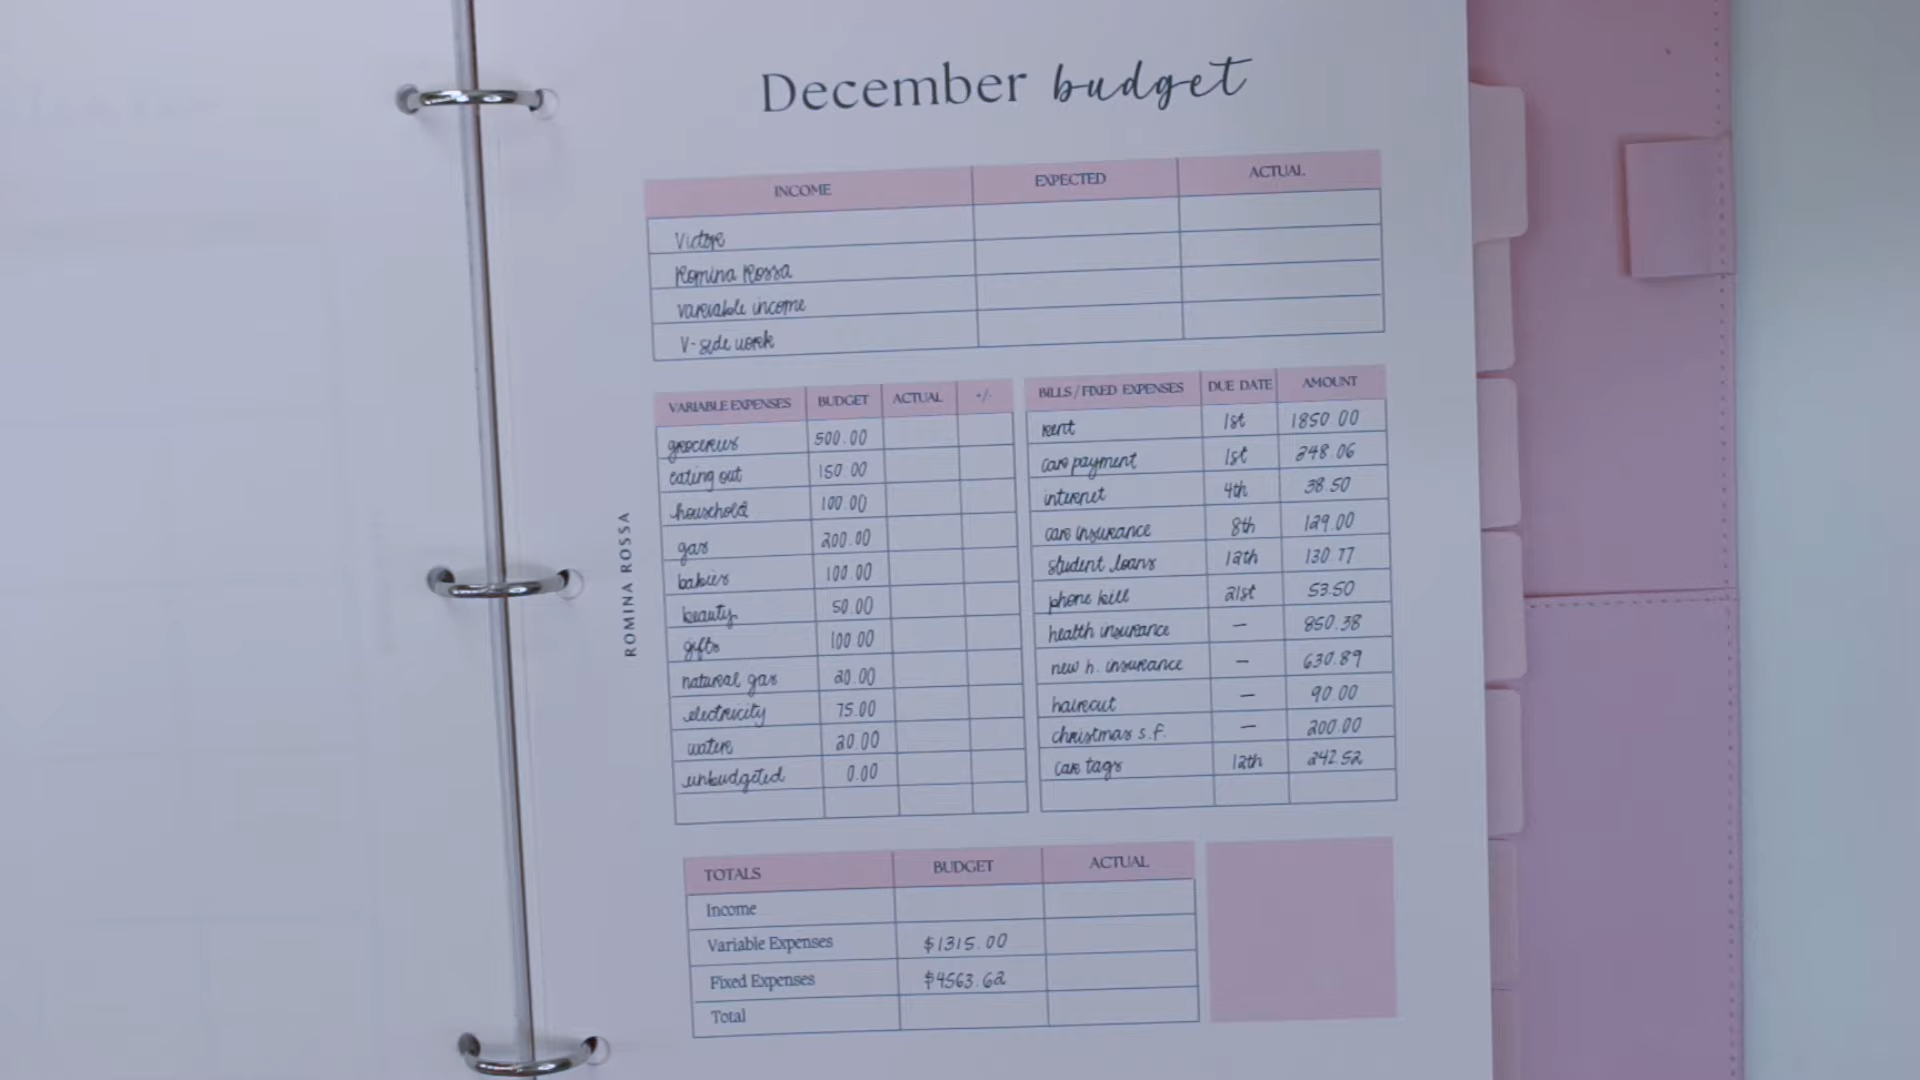 December budget
INCOME EXPECTED ACTUAL
Victor
Romina Rossa
variable income
V-side work
VARIABLE EXPENSES BUDGET ACTUAL +/-
groceries 500.00
eating out 150.00
household 100.00
gas 200.00
babies 100.00
beauty 50.00
gifts 100.00
natural gas 20.00
electricity 75.00
water 20.00
unbudgeted 0.00
BILLS / FIXED EXPENSES DUE DATE AMOUNT
rent 1st 1850.00
car payment 1st 348.06
internet 4th 38.50
car insurance 8th 129.00
student loans 12th 130.77
phone bill 21st 53.50
health insurance — 850.38
new h. insurance — 630.89
haircut — 90.00
christmas s.f. — 200.00
car tags 12th 242.52
ROMINA ROSSA
TOTALS BUDGET ACTUAL
Income
Variable Expenses $1315.00
Fixed Expenses $4563.62
Total